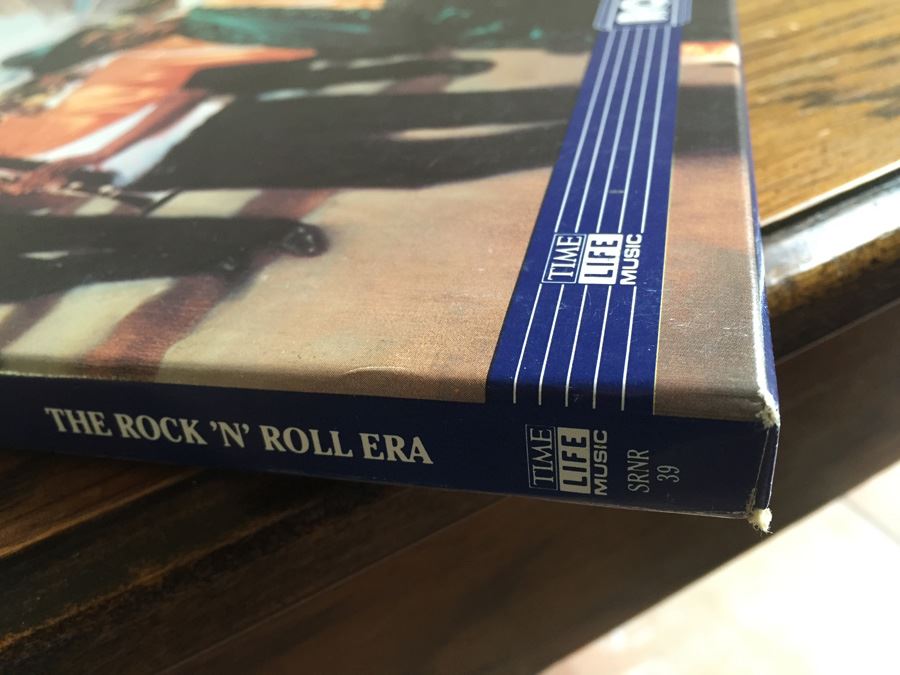 TIME
LIFE
MUSIC
THE ROCK 'N' ROLL ERA
TIME
LIFE
MUSIC
SRNR
39